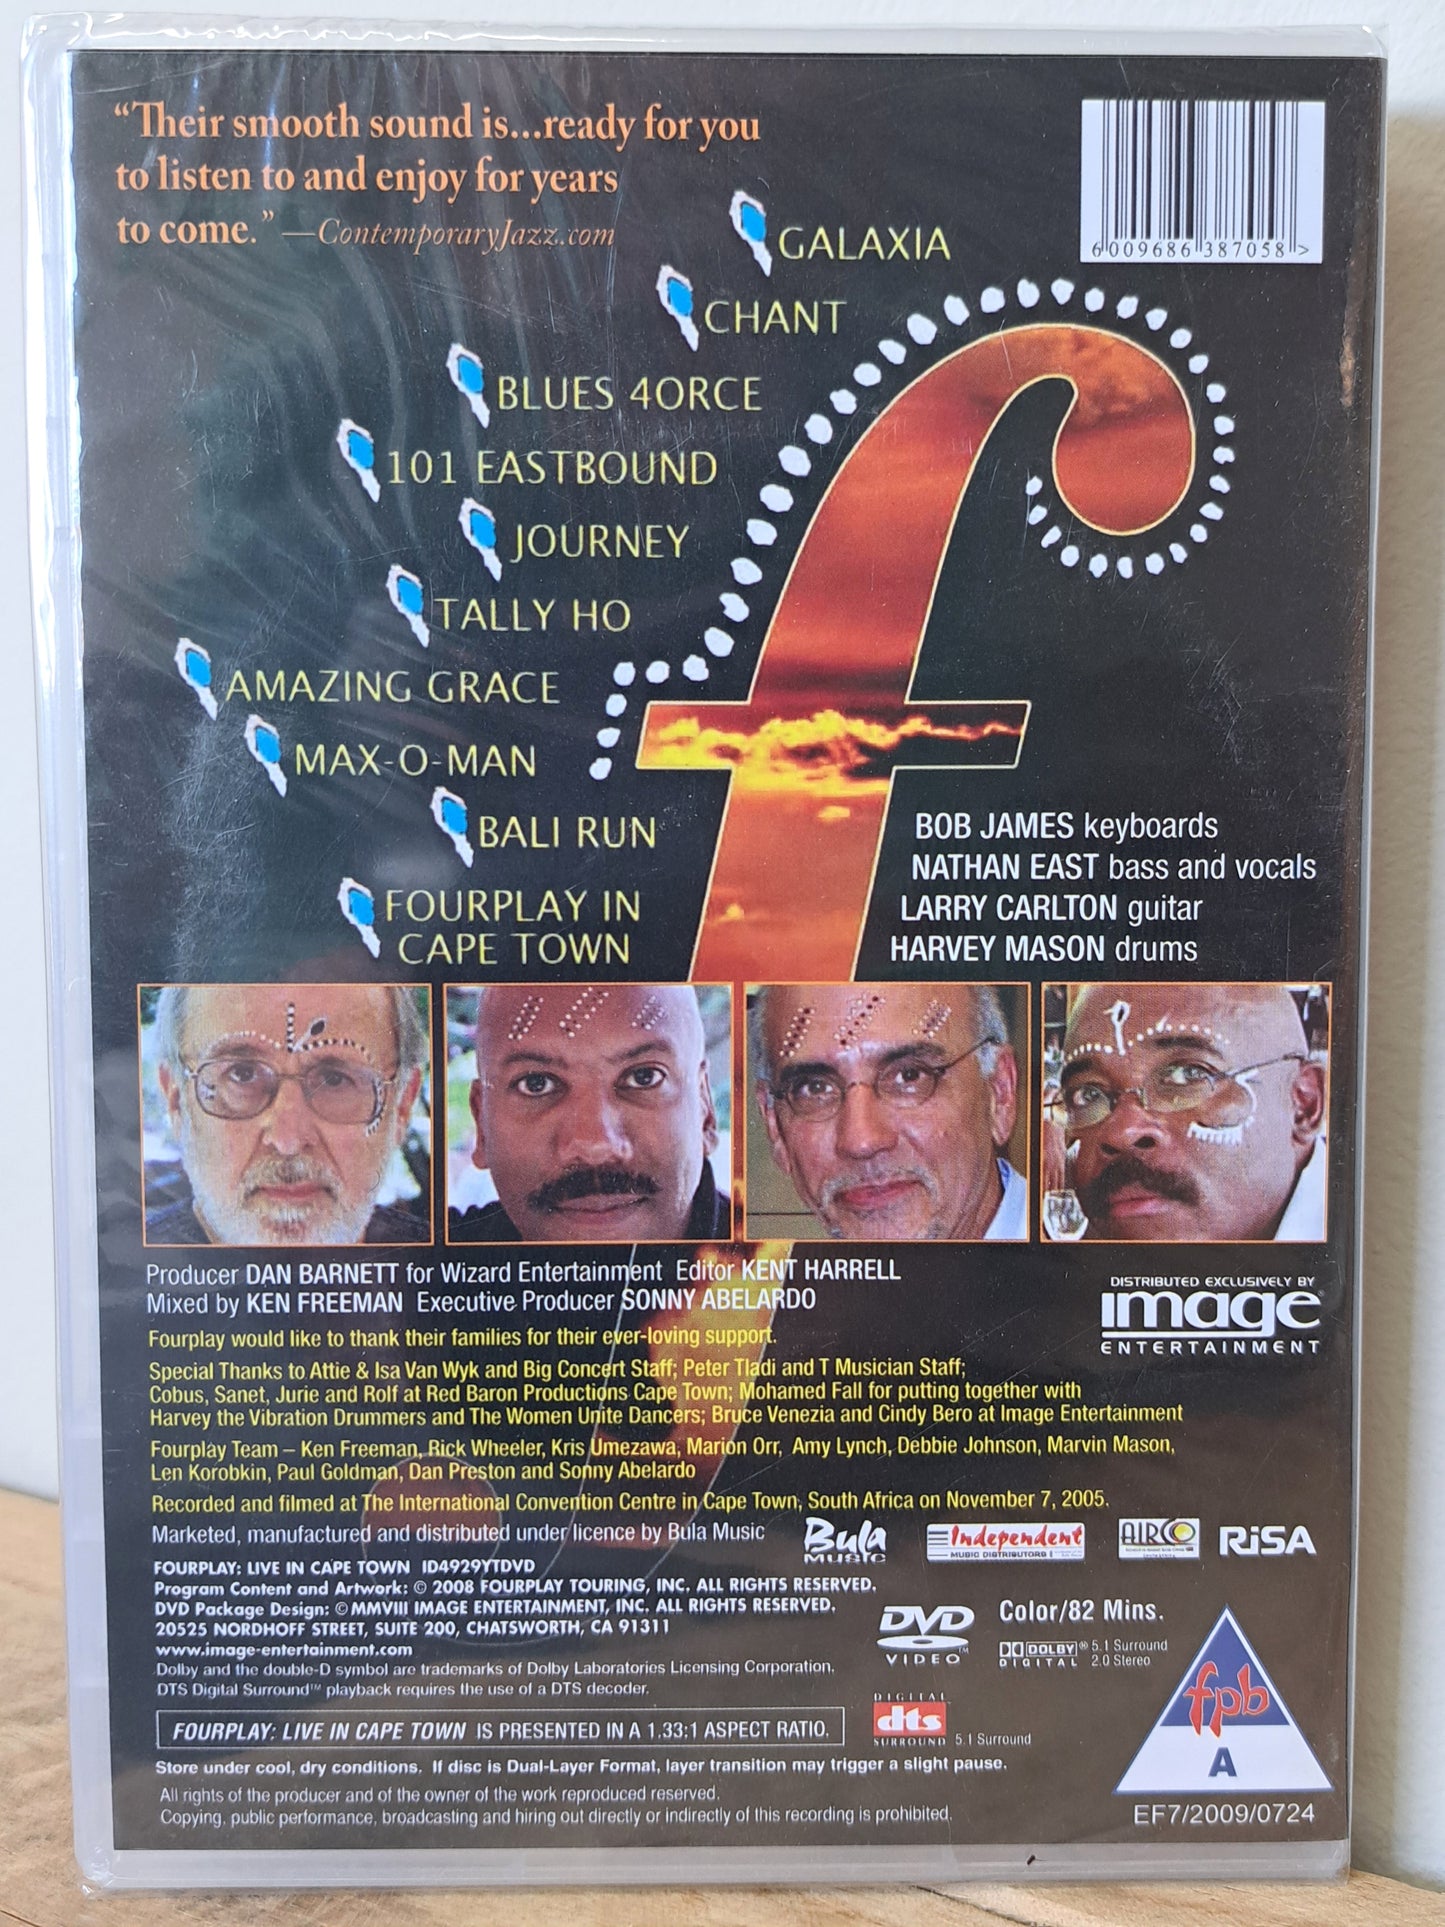 “Their smooth sound is...ready for you
to listen to and enjoy for years
to come.” —ContemporaryJazz.com
6 009686 387058 >
GALAXIA
CHANT
BLUES 4ORCE
101 EASTBOUND
JOURNEY
TALLY HO
AMAZING GRACE
MAX-O-MAN
BALI RUN
FOURPLAY IN
CAPE TOWN
f
BOB JAMES keyboards
NATHAN EAST bass and vocals
LARRY CARLTON guitar
HARVEY MASON drums
Producer DAN BARNETT for Wizard Entertainment Editor KENT HARRELL
Mixed by KEN FREEMAN Executive Producer SONNY ABELARDO
DISTRIBUTED EXCLUSIVELY BY
image
ENTERTAINMENT
Fourplay would like to thank their families for their ever-loving support.
Special Thanks to Attie & Isa Van Wyk and Big Concert Staff; Peter Tladi and T Musician Staff;
Cobus, Sanet, Jurie and Rolf at Red Baron Productions Cape Town; Mohamed Fall for putting together with
Harvey the Vibration Drummers and The Women Unite Dancers; Bruce Venezia and Cindy Bero at Image Entertainment
Fourplay Team – Ken Freeman, Rick Wheeler, Kris Umezawa, Marion Orr, Amy Lynch, Debbie Johnson, Marvin Mason,
Len Korobkin, Paul Goldman, Dan Preston and Sonny Abelardo
Recorded and filmed at The International Convention Centre in Cape Town, South Africa on November 7, 2005.
Marketed, manufactured and distributed under licence by Bula Music
Bula
MUSIC
Independent
MUSIC DISTRIBUTORS
AIRCO
RiSA
FOURPLAY: LIVE IN CAPE TOWN ID4929YTDVD
Program Content and Artwork: © 2008 FOURPLAY TOURING, INC. ALL RIGHTS RESERVED.
DVD Package Design: © MMVIII IMAGE ENTERTAINMENT, INC. ALL RIGHTS RESERVED.
20525 NORDHOFF STREET, SUITE 200, CHATSWORTH, CA 91311
www.image-entertainment.com
Dolby and the double-D symbol are trademarks of Dolby Laboratories Licensing Corporation.
DTS Digital Surround™ playback requires the use of a DTS decoder.
DVD
VIDEO™
Color/82 Mins.
DOLBY® 5.1 Surround
DIGITAL 2.0 Stereo
DIGITAL
dts
SURROUND 5.1 Surround
FOURPLAY: LIVE IN CAPE TOWN IS PRESENTED IN A 1.33:1 ASPECT RATIO.
Store under cool, dry conditions. If disc is Dual-Layer Format, layer transition may trigger a slight pause.
All rights of the producer and of the owner of the work reproduced reserved.
Copying, public performance, broadcasting and hiring out directly or indirectly of this recording is prohibited.
fpb
A
EF7/2009/0724